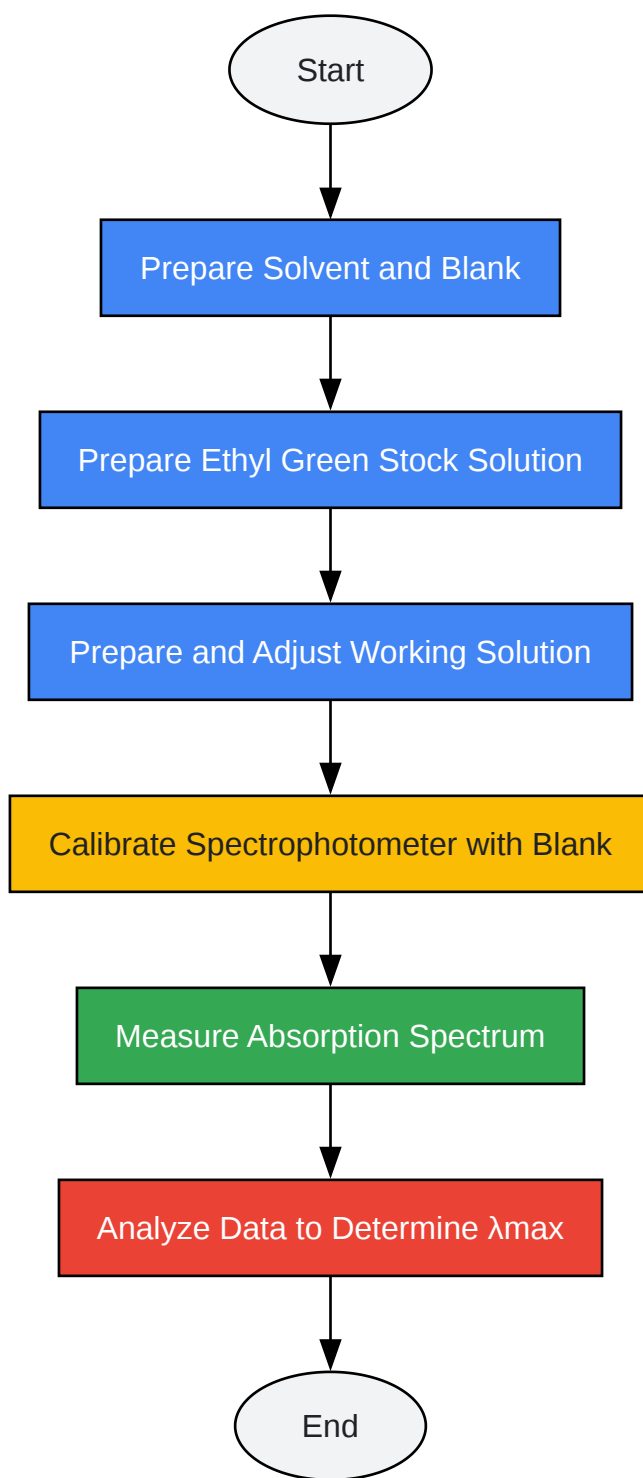 Start
Prepare Solvent and Blank
Prepare Ethyl Green Stock Solution
Prepare and Adjust Working Solution
Calibrate Spectrophotometer with Blank
Measure Absorption Spectrum
Analyze Data to Determine λmax
End